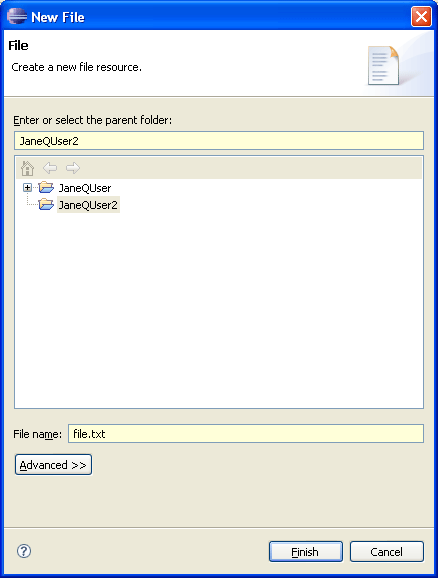 New File
File
Create a new file resource.
Enter or select the parent folder:
JaneQUser2
JaneQUser
JaneQUser2
File name: file.txt
Advanced >>
? Finish Cancel